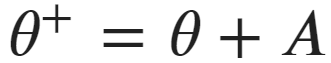 θ⁺ = θ + A